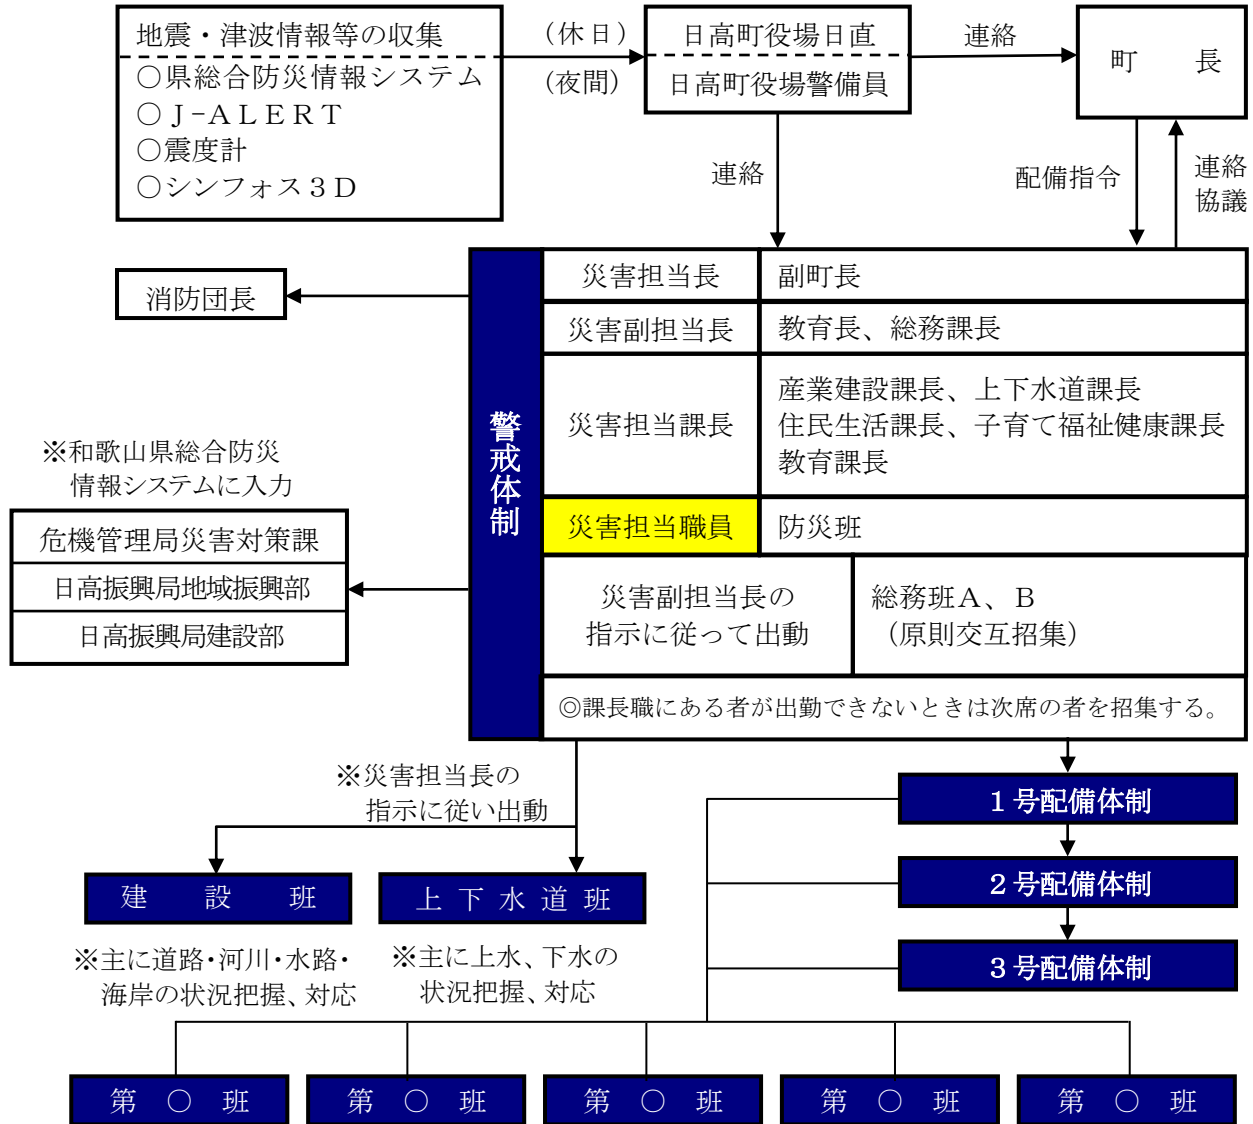 地震・津波情報等の収集
○県総合防災情報システム
○Ｊ-ＡＬＥＲＴ
○震度計
○シンフォス３Ｄ
(休日)
(夜間)
日高町役場日直
日高町役場警備員
連絡
町　長
連絡
配備指令
連絡
協議
消防団長
警戒体制
災害担当長
副町長
災害副担当長
教育長、総務課長
災害担当課長
産業建設課長、上下水道課長
住民生活課長、子育て福祉健康課長
教育課長
災害担当職員
防災班
災害副担当長の
指示に従って出動
総務班Ａ、Ｂ
（原則交互招集）
◎課長職にある者が出勤できないときは次席の者を招集する。
※和歌山県総合防災
情報システムに入力
危機管理局災害対策課
日高振興局地域振興部
日高振興局建設部
※災害担当長の
指示に従い出動
１号配備体制
２号配備体制
３号配備体制
建　設　班
上下水道班
※主に道路・河川・水路・
海岸の状況把握、対応
※主に上水、下水の
状況把握、対応
第　○　班
第　○　班
第　○　班
第　○　班
第　○　班